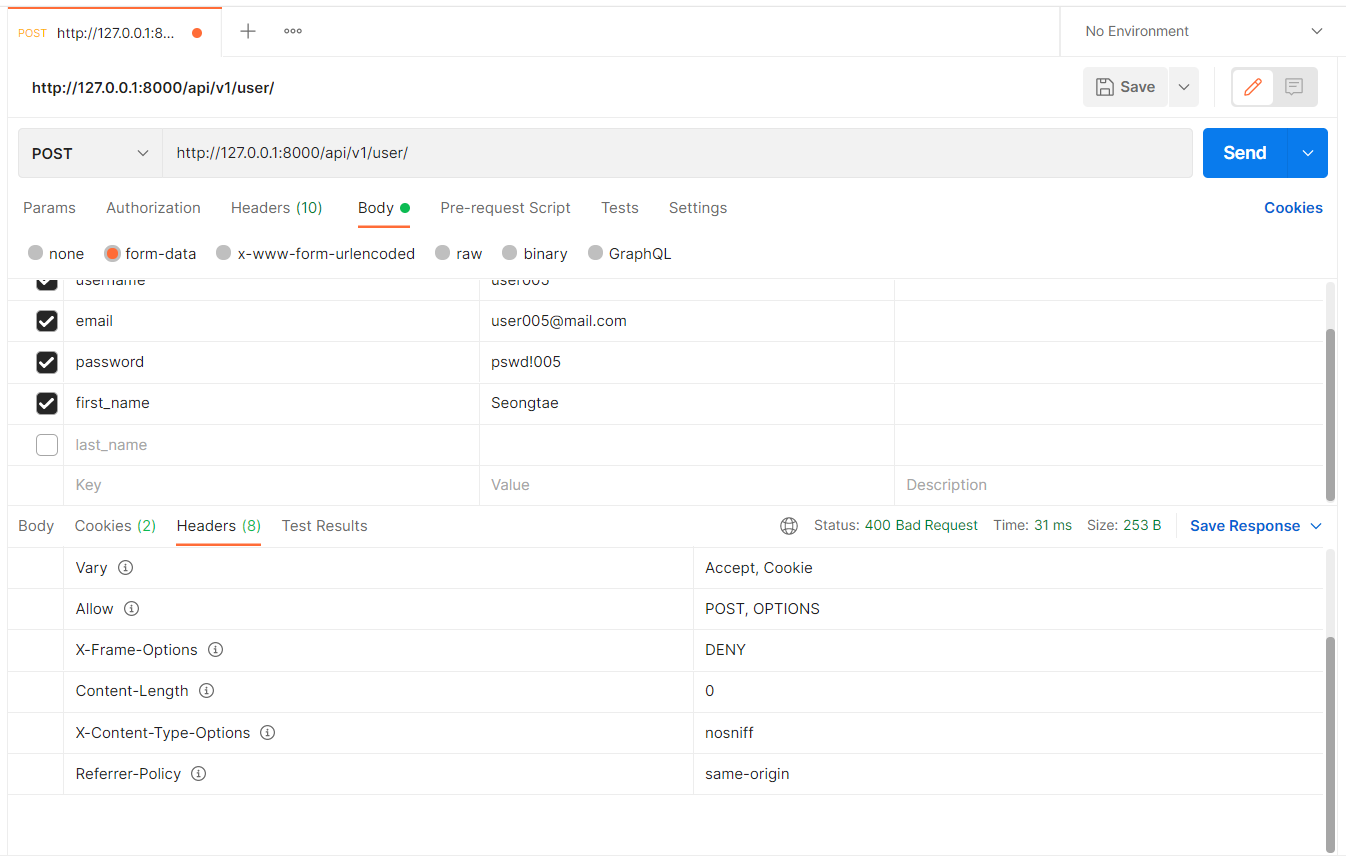 POST http://127.0.0.1:8... No Environment
http://127.0.0.1:8000/api/v1/user/ Save
POST http://127.0.0.1:8000/api/v1/user/ Send
Params Authorization Headers (10) Body Pre-request Script Tests Settings Cookies
none form-data x-www-form-urlencoded raw binary GraphQL
username user005
email user005@mail.com
password pswd!005
first_name Seongtae
last_name
Key Value Description
Body Cookies (2) Headers (8) Test Results Status: 400 Bad Request Time: 31 ms Size: 253 B Save Response
Vary Accept, Cookie
Allow POST, OPTIONS
X-Frame-Options DENY
Content-Length 0
X-Content-Type-Options nosniff
Referrer-Policy same-origin